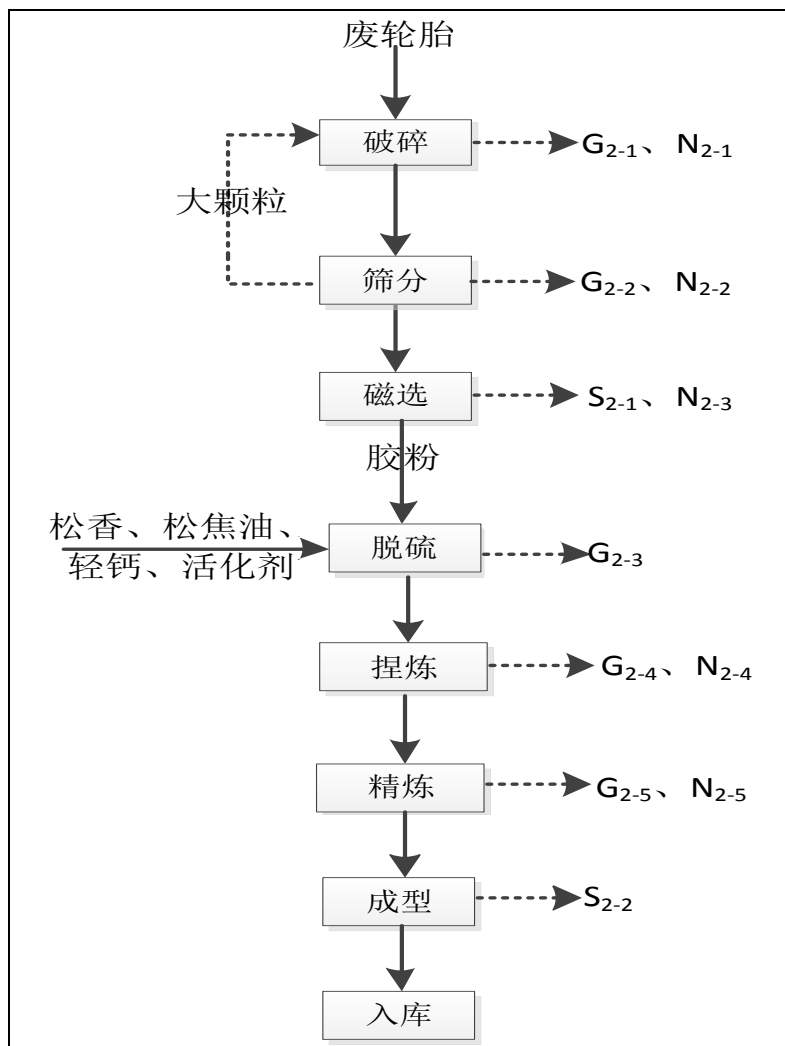 废轮胎
破碎
G2-1、 N2-1
大颗粒
筛分
G2-2、 N2-2
磁选
S2-1、 N2-3
胶粉
松香、松焦油、
轻钙、活化剂
脱硫
G2-3
捏炼
G2-4、 N2-4
精炼
G2-5、 N2-5
成型
S2-2
入库